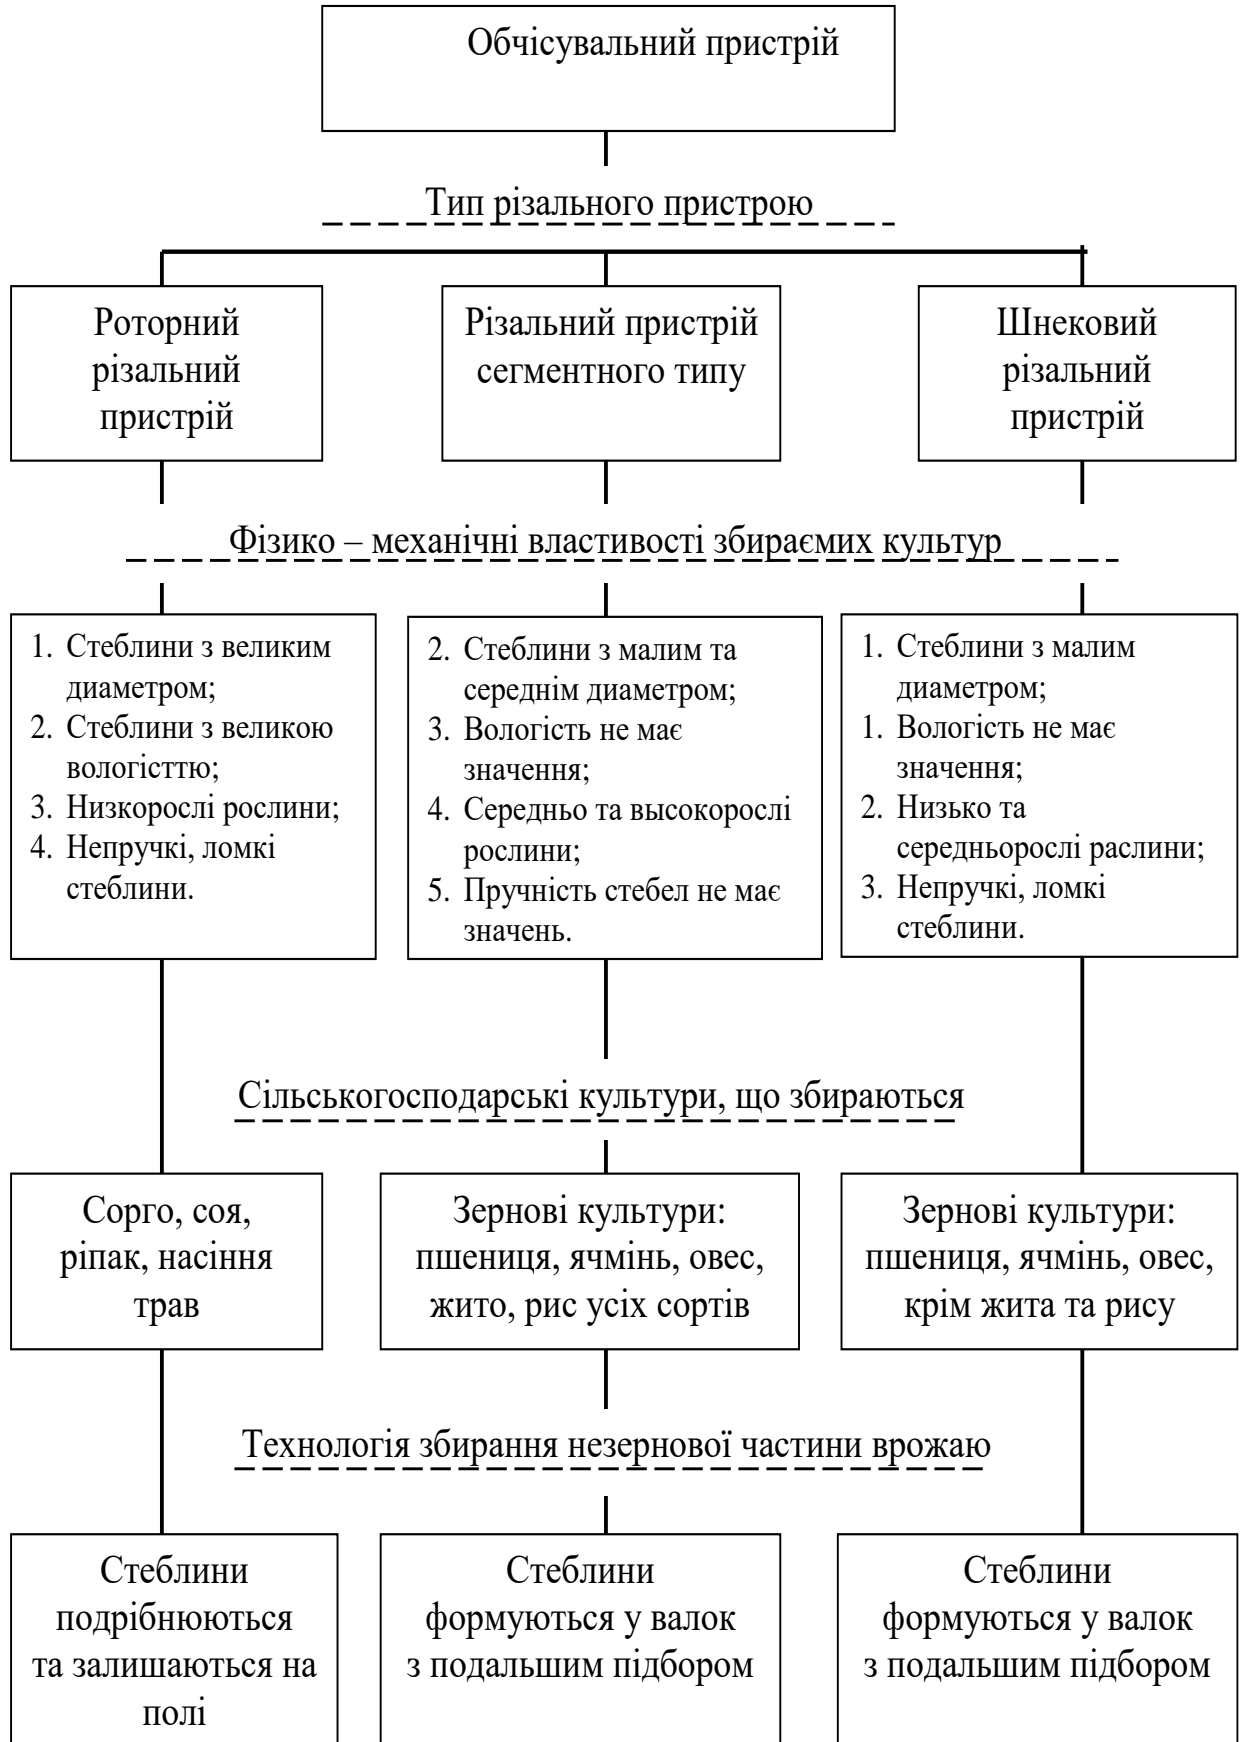 Обчісувальний пристрій
Тип різального пристрою
Роторний
різальний
пристрій
Різальний пристрій
сегментного типу
Шнековий
різальний
пристрій
Фізико – механічні властивості збираємих культур
1. Стеблини з великим
диаметром;
2. Стеблини з великою
вологісттю;
3. Низкорослі рослини;
4. Непручкі, ломкі
стеблини.
2. Стеблини з малим та
середнім диаметром;
3. Вологість не має
значення;
4. Середньо та высокорослі
рослини;
5. Пручність стебел не має
значень.
1. Стеблини з малим
диаметром;
1. Вологість не має
значення;
2. Низько та
середньорослі раслини;
3. Непручкі, ломкі
стеблини.
Сільськогосподарські культури, що збираються
Сорго, соя,
ріпак, насіння
трав
Зернові культури:
пшениця, ячмінь, овес,
жито, рис усіх сортів
Зернові культури:
пшениця, ячмінь, овес,
крім жита та рису
Технологія збирання незернової частини врожаю
Стеблини
подрібнюються
та залишаються на
полі
Стеблини
формуються у валок
з подальшим підбором
Стеблини
формуються у валок
з подальшим підбором